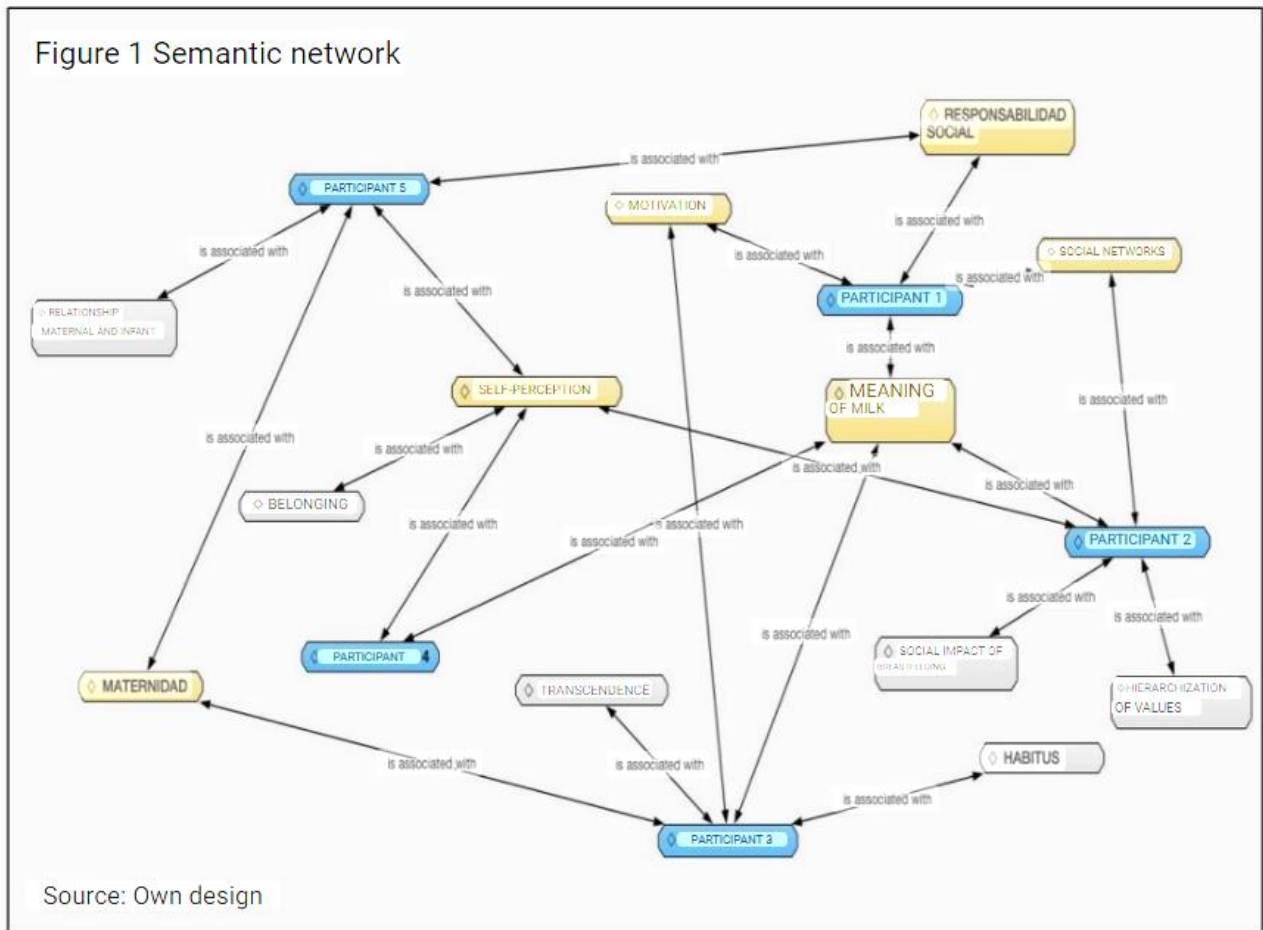 Figure 1 Semantic network
RESPONSABILIDAD
SOCIAL
is associated with
PARTICIPANT 5
MOTIVATION
is associated with
is associated with
is associated with
SOCIAL NETWORKS
is associated with
PARTICIPANT 1
RELATIONSHIP
MATERNAL AND INFANT
is associated with
is associated with
SELF-PERCEPTION
MEANING
OF MILK
is associated with
is associated with
is associated with
is associated with
is associated with
BELONGING
is associated with
is associated with
is associated with
PARTICIPANT 2
is associated with
is associated with
is associated with
PARTICIPANT 4
SOCIAL IMPACT OF
BREASTFEEDING
MATERNIDAD
TRANSCENDENCE
HIERARCHIZATION
OF VALUES
is associated with
is associated with
HABITUS
is associated with
PARTICIPANT 3
Source: Own design